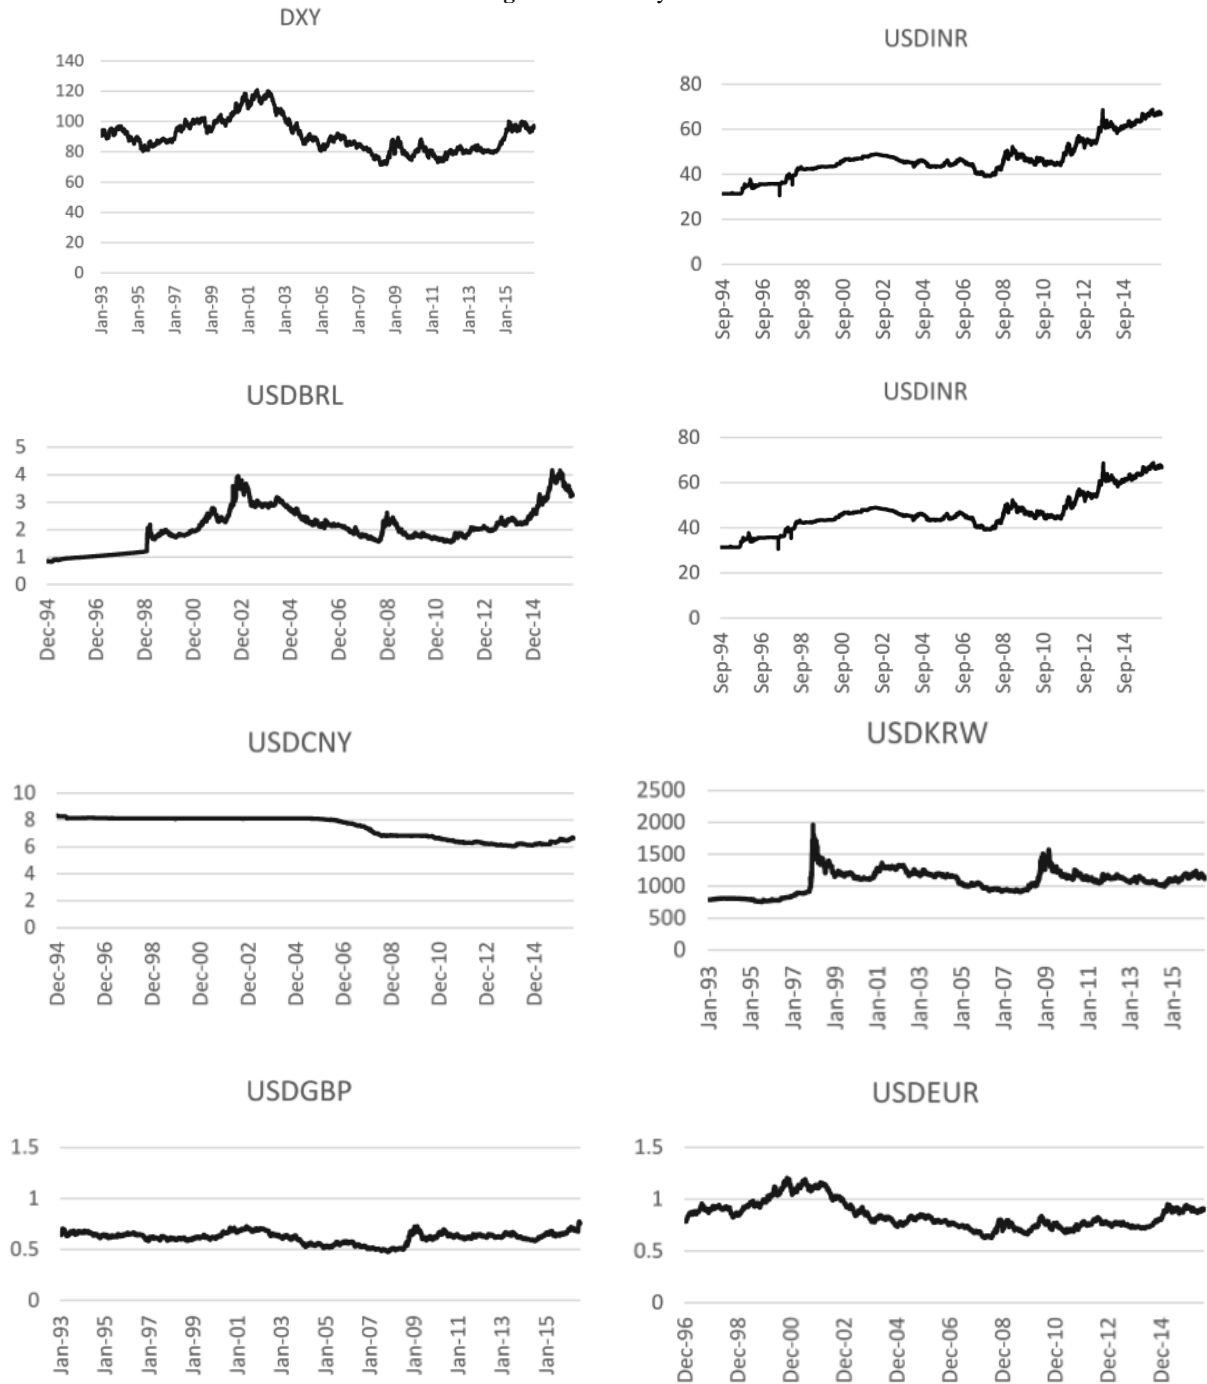 DXY
140
120
100
80
60
40
20
0
Jan-93
Jan-95
Jan-97
Jan-99
Jan-01
Jan-03
Jan-05
Jan-07
Jan-09
Jan-11
Jan-13
Jan-15
USDINR
80
60
40
20
0
Sep-94
Sep-96
Sep-98
Sep-00
Sep-02
Sep-04
Sep-06
Sep-08
Sep-10
Sep-12
Sep-14
USDBRL
5
4
3
2
1
0
Dec-94
Dec-96
Dec-98
Dec-00
Dec-02
Dec-04
Dec-06
Dec-08
Dec-10
Dec-12
Dec-14
USDINR
80
60
40
20
0
Sep-94
Sep-96
Sep-98
Sep-00
Sep-02
Sep-04
Sep-06
Sep-08
Sep-10
Sep-12
Sep-14
USDCNY
10
8
6
4
2
0
Dec-94
Dec-96
Dec-98
Dec-00
Dec-02
Dec-04
Dec-06
Dec-08
Dec-10
Dec-12
Dec-14
USDKRW
2500
2000
1500
1000
500
0
Jan-93
Jan-95
Jan-97
Jan-99
Jan-01
Jan-03
Jan-05
Jan-07
Jan-09
Jan-11
Jan-13
Jan-15
USDGBP
1.5
1
0.5
0
Jan-93
Jan-95
Jan-97
Jan-99
Jan-01
Jan-03
Jan-05
Jan-07
Jan-09
Jan-11
Jan-13
Jan-15
USDEUR
1.5
1
0.5
0
Dec-96
Dec-98
Dec-00
Dec-02
Dec-04
Dec-06
Dec-08
Dec-10
Dec-12
Dec-14